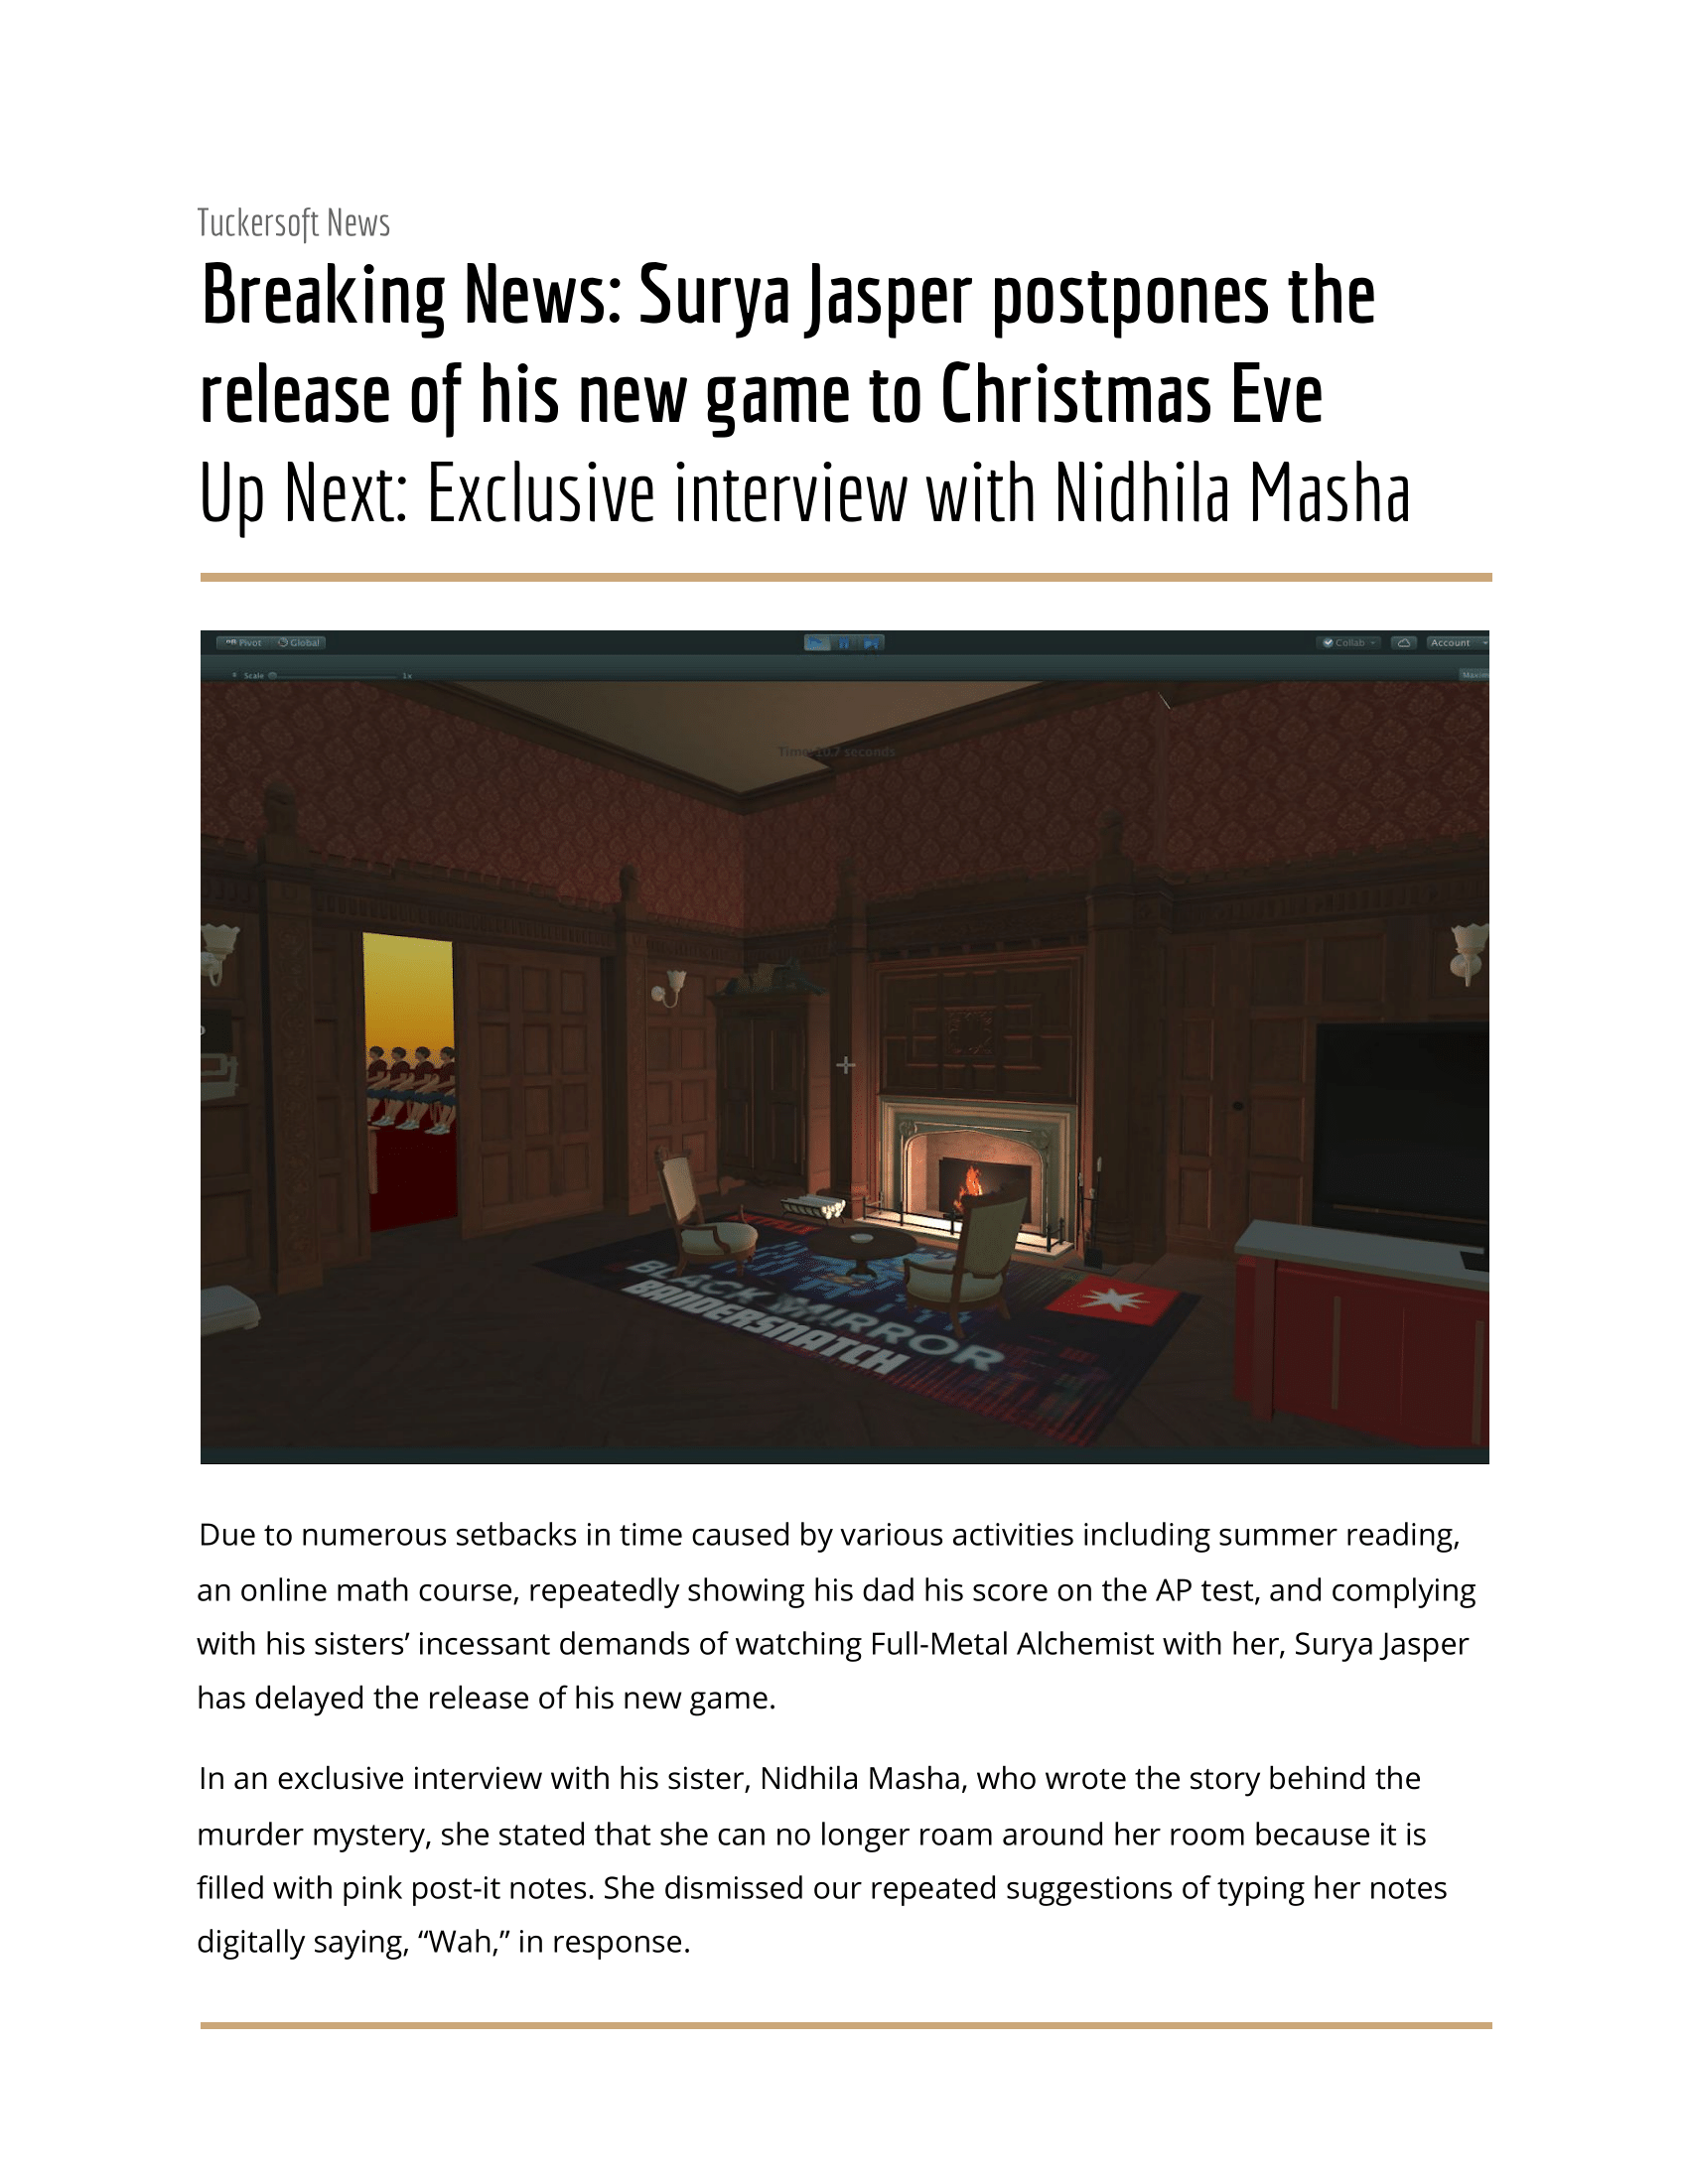 Tuckersoft News
Breaking News: Surya Jasper postpones the
release of his new game to Christmas Eve
Up Next: Exclusive interview with Nidhila Masha
Pivot Global
Collab
Account
Scale 1x
Time: 10.7 seconds
NETFLIX
BLACK MIRROR
BANDERSNATCH
Due to numerous setbacks in time caused by various activities including summer reading,
an online math course, repeatedly showing his dad his score on the AP test, and complying
with his sisters’ incessant demands of watching Full-Metal Alchemist with her, Surya Jasper
has delayed the release of his new game.
In an exclusive interview with his sister, Nidhila Masha, who wrote the story behind the
murder mystery, she stated that she can no longer roam around her room because it is
filled with pink post-it notes. She dismissed our repeated suggestions of typing her notes
digitally saying, “Wah,” in response.